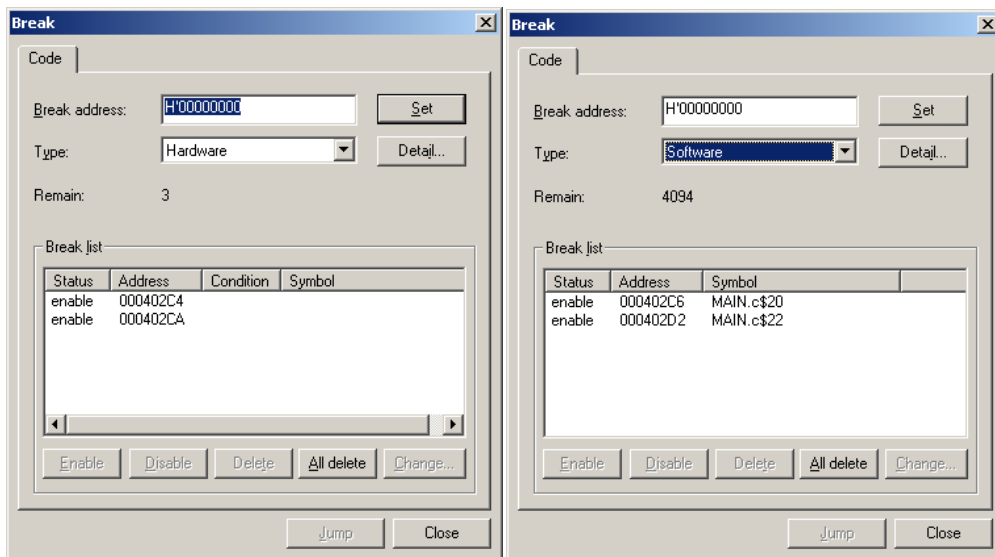 Break
Code
Break address: H'00000000 Set
Type: Hardware Detail...
Remain: 3
Break list
Status Address Condition Symbol
enable 000402C4
enable 000402CA
Enable Disable Delete All delete Change...
Jump Close
Break
Code
Break address: H'00000000 Set
Type: Software Detail...
Remain: 4094
Break list
Status Address Symbol
enable 000402C6 MAIN.c$20
enable 000402D2 MAIN.c$22
Enable Disable Delete All delete Change...
Jump Close